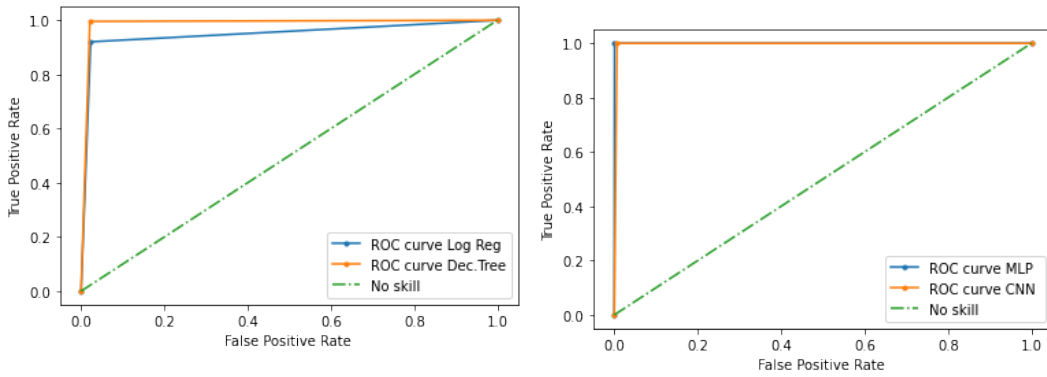 1.0
0.8
0.6
0.4
0.2
0.0
True Positive Rate
0.0 0.2 0.4 0.6 0.8 1.0
False Positive Rate
ROC curve Log Reg
ROC curve Dec.Tree
No skill
1.0
0.8
0.6
0.4
0.2
0.0
True Positive Rate
0.0 0.2 0.4 0.6 0.8 1.0
False Positive Rate
ROC curve MLP
ROC curve CNN
No skill